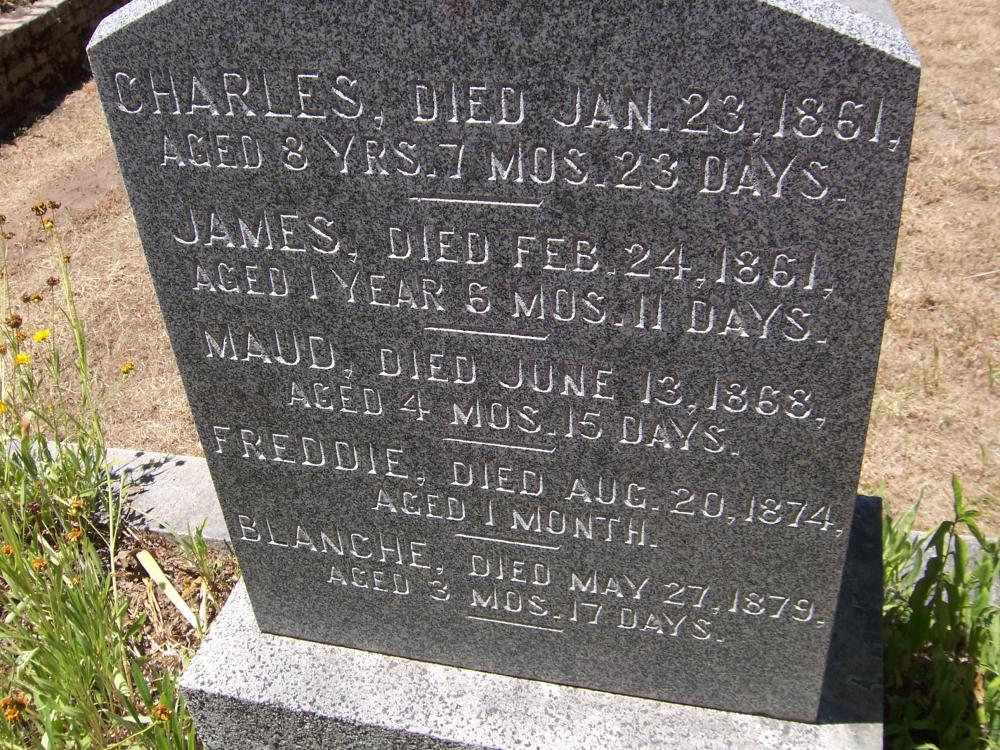 CHARLES, DIED JAN. 23, 1861,
AGED 8 YRS. 7 MOS. 23 DAYS.
JAMES, DIED FEB. 24, 1861,
AGED 1 YEAR 6 MOS. 11 DAYS.
MAUD, DIED JUNE 13, 1868,
AGED 4 MOS. 15 DAYS.
FREDDIE, DIED AUG. 20, 1874,
AGED 1 MONTH.
BLANCHE, DIED MAY 27, 1879,
AGED 3 MOS. 17 DAYS.